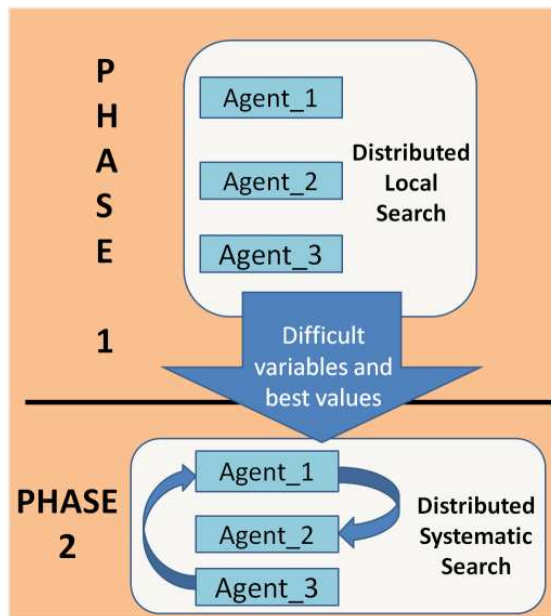 PHASE 1
Agent_1
Agent_2
Agent_3
Distributed
Local
Search
Difficult
variables and
best values
PHASE
2
Agent_1
Agent_2
Agent_3
Distributed
Systematic
Search